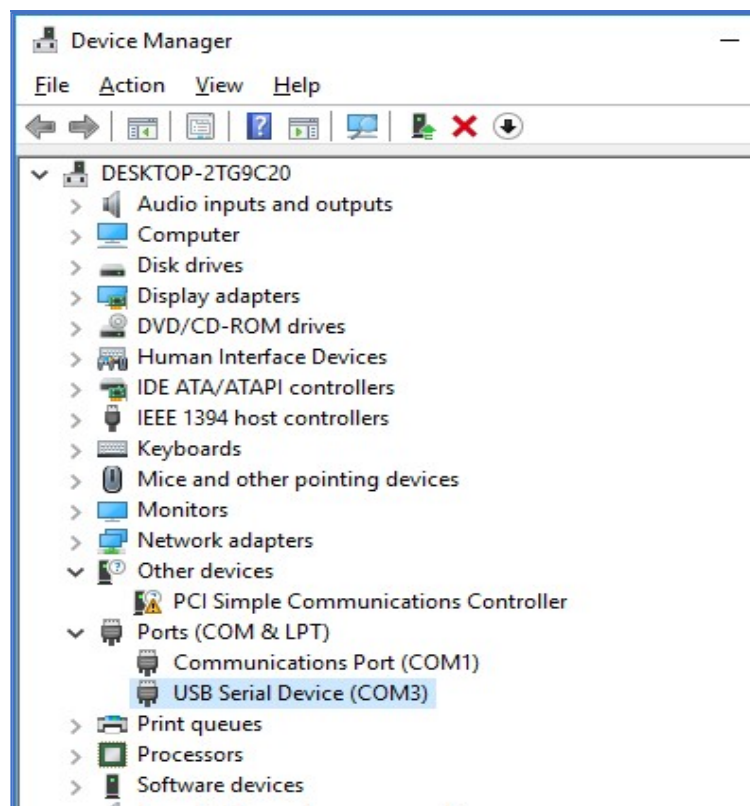 Device Manager
File Action View Help
DESKTOP-2TG9C20
Audio inputs and outputs
Computer
Disk drives
Display adapters
DVD/CD-ROM drives
Human Interface Devices
IDE ATA/ATAPI controllers
IEEE 1394 host controllers
Keyboards
Mice and other pointing devices
Monitors
Network adapters
Other devices
PCI Simple Communications Controller
Ports (COM & LPT)
Communications Port (COM1)
USB Serial Device (COM3)
Print queues
Processors
Software devices